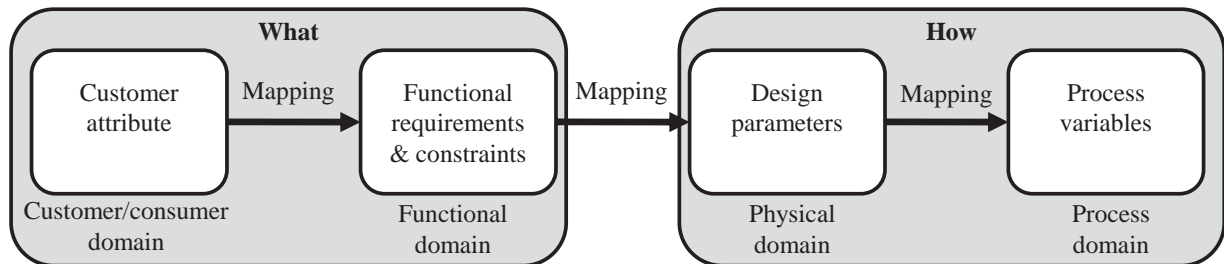 What
Customer
attribute
Mapping
Functional
requirements
& constraints
Customer/consumer
domain
Functional
domain
Mapping
How
Design
parameters
Mapping
Process
variables
Physical
domain
Process
domain